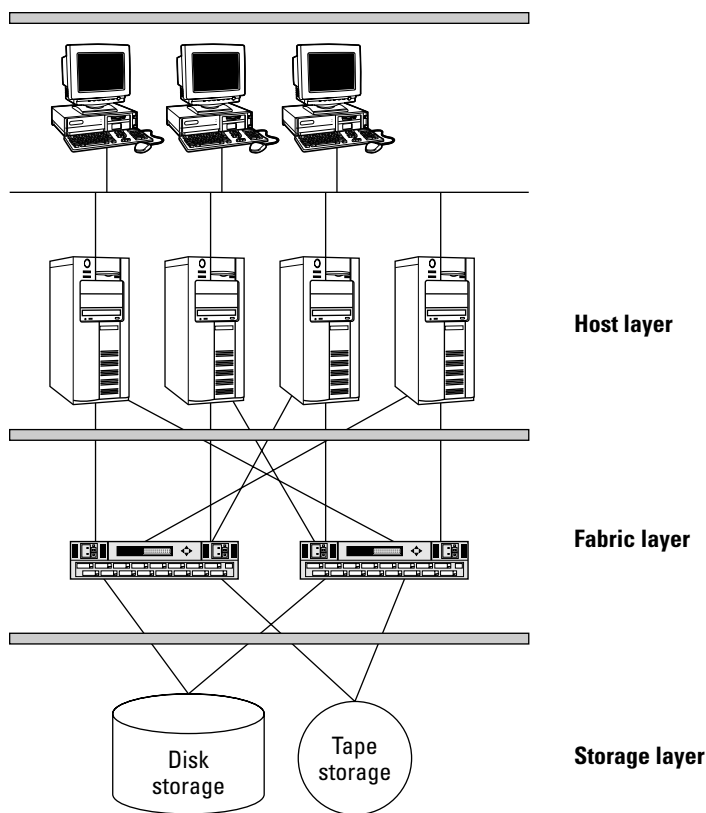 Host layer
Fabric layer
Disk
storage
Tape
storage
Storage layer